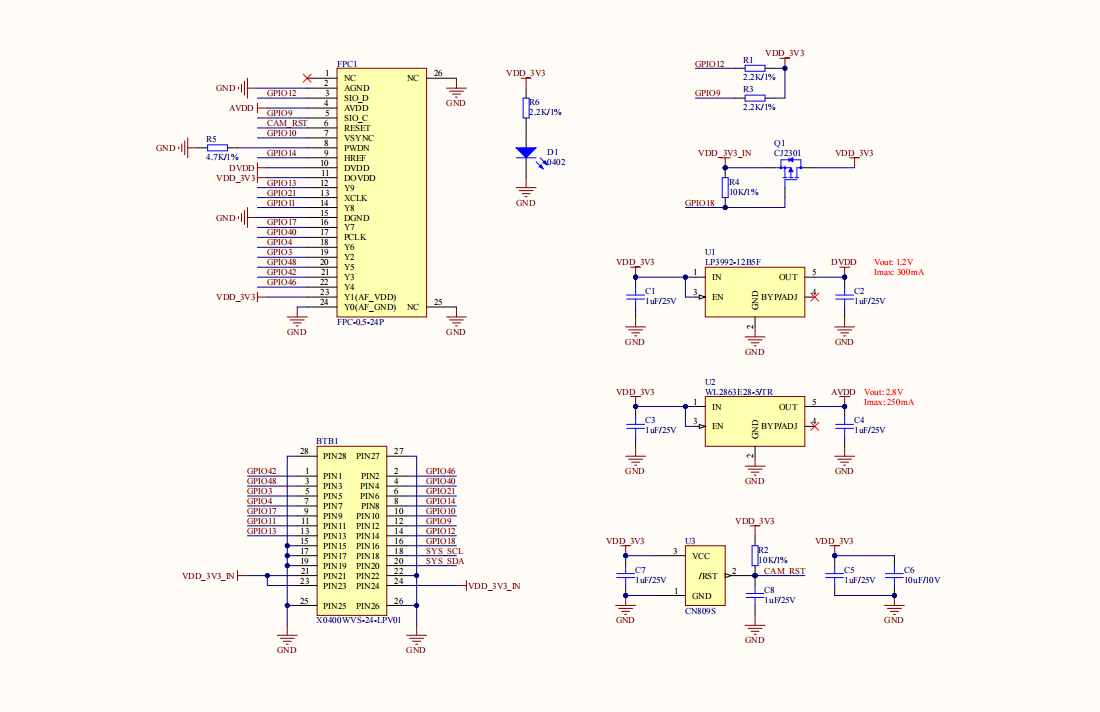 FPC1
1 NC NC 26
GND 2 AGND GND
GPIO12 3 SIO_D
AVDD 4 AVDD
GPIO9 5 SIO_C
CAM_RST 6 RESET
GPIO10 7 VSYNC
GND R5 4.7K/1% 8 PWDN
GPIO14 9 HREF
DVDD 10 DVDD
VDD_3V3 11 DOVDD
GPIO13 12 Y9
GPIO21 13 XCLK
GPIO11 14 Y8
GND 15 DGND
GPIO17 16 Y7
GPIO40 17 PCLK
GPIO4 18 Y6
GPIO3 19 Y2
GPIO48 20 Y5
GPIO42 21 Y3
GPIO46 22 Y4
VDD_3V3 23 Y1(AF_VDD)
24 Y0(AF_GND) NC 25
GND GND
FPC-0.5-24P
VDD_3V3
R6
2.2K/1%
D1
0402
GND
VDD_3V3
GPIO12 R1
2.2K/1%
GPIO9 R3
2.2K/1%
Q1
VDD_3V3_IN CJ2301 VDD_3V3
R4
10K/1%
GPIO18
U1
VDD_3V3 LP3992-12B5F DVDD Vout: 1.2V
Imax: 300mA
1 IN OUT 5
C1
1uF/25V
3 EN GND BYP/ADJ 4
C2
1uF/25V
2
GND GND GND
U2
VDD_3V3 WL2863E28-5/TR AVDD Vout: 2.8V
Imax: 250mA
1 IN OUT 5
C3
1uF/25V
3 EN GND BYP/ADJ 4
C4
1uF/25V
2
GND GND GND
BTB1
28 PIN28 PIN27 27
GPIO42 1 PIN1 PIN2 2 GPIO46
GPIO48 3 PIN3 PIN4 4 GPIO40
GPIO3 5 PIN5 PIN6 6 GPIO21
GPIO4 7 PIN7 PIN8 8 GPIO14
GPIO17 9 PIN9 PIN10 10 GPIO10
GPIO11 11 PIN11 PIN12 12 GPIO9
GPIO13 13 PIN13 PIN14 14 GPIO12
15 PIN15 PIN16 16 GPIO18
17 PIN17 PIN18 18 SYS_SCL
19 PIN19 PIN20 20 SYS_SDA
VDD_3V3_IN 21 PIN21 PIN22 22
23 PIN23 PIN24 24 VDD_3V3_IN
25 PIN25 PIN26 26
X0400WVS-24-LPV01
GND GND
VDD_3V3
VDD_3V3 U3 VDD_3V3
3 VCC
R2
10K/1%
C7
1uF/25V
/RST 2 CAM_RST
1 GND
C8
1uF/25V
CN809S
GND GND
C5
1uF/25V
C6
10uF/10V
GND